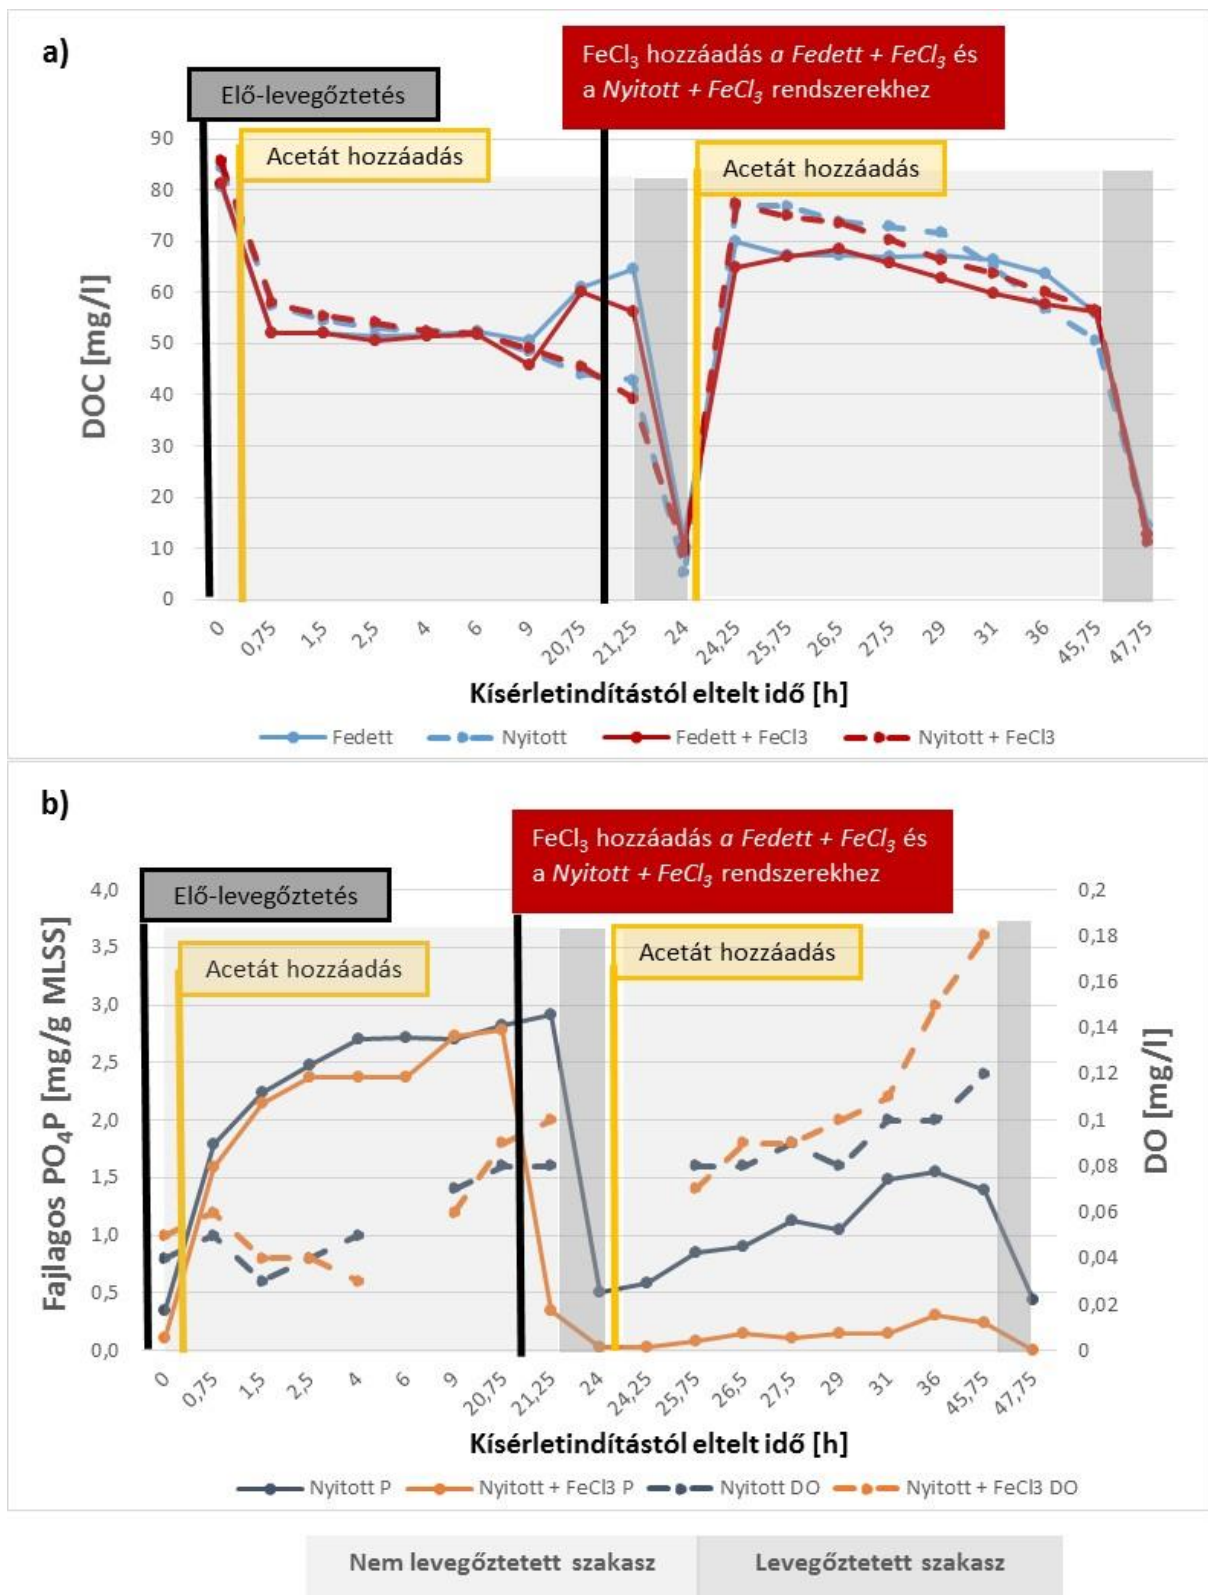 a)
FeCl3 hozzáadás a Fedett + FeCl3 és
a Nyitott + FeCl3 rendszerekhez
Elő-levegőztetés
Acetát hozzáadás
Acetát hozzáadás
DOC [mg/l]
90
80
70
60
50
40
30
20
10
0
0 0,75 1,5 2,5 4 6 9 20,75 21,25 24 24,25 25,75 26,5 27,5 29 31 36 45,75 47,75
Kísérletindítástól eltelt idő [h]
Fedett Nyitott Fedett + FeCl3 Nyitott + FeCl3
b)
FeCl3 hozzáadás a Fedett + FeCl3 és
a Nyitott + FeCl3 rendszerekhez
Elő-levegőztetés
Acetát hozzáadás
Acetát hozzáadás
Fajlagos PO4P [mg/g MLSS]
4,0
3,5
3,0
2,5
2,0
1,5
1,0
0,5
0,0
0,2
0,18
0,16
0,14
0,12
0,1
0,08
0,06
0,04
0,02
0
DO [mg/l]
0 0,75 1,5 2,5 4 6 9 20,75 21,25 24 24,25 25,75 26,5 27,5 29 31 36 45,75 47,75
Kísérletindítástól eltelt idő [h]
Nyitott P Nyitott + FeCl3 P Nyitott DO Nyitott + FeCl3 DO
Nem levegőztetett szakasz Levegőztetett szakasz